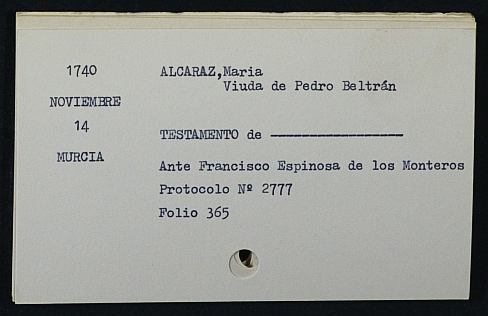 1740
NOVIEMBRE
14
MURCIA
ALCARAZ,Maria
Viuda de Pedro Beltrán
TESTAMENTO de -----------------
Ante Francisco Espinosa de los Monteros
Protocolo Nº 2777
Folio 365